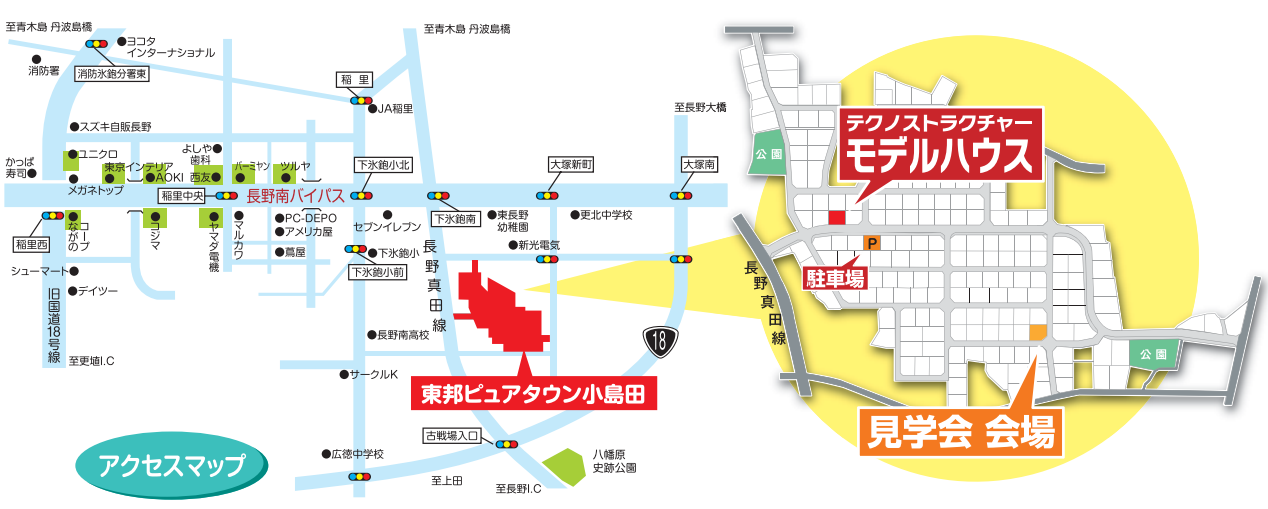 至青木島 丹波島橋
至青木島 丹波島橋
ヨコタ
インターナショナル
消防署
消防氷鉋分署東
稲 里
JA稲里
至長野大橋
スズキ自販長野
ユニクロ
よしや
歯科
かっぱ
寿司
東京インテリア
AOKI
西友
バーミヤン
ツルヤ
下氷鉋小北
大塚新町
大塚南
メガネトップ
稲里中央
長野南バイパス
下氷鉋南
稲里西
コープ
ながの
コジマ
ヤマダ電機
マルカワ
PC-DEPO
アメリカ屋
蔦屋
セブンイレブン
東長野
幼稚園
更北中学校
新光電気
下氷鉋小
下氷鉋小前
シューマート
デイツー
旧国道18号線
至更埴I.C
長野真田線
長野南高校
サークルK
18
東邦ピュアタウン小島田
古戦場入口
広徳中学校
至上田
至長野I.C
八幡原
史跡公園
アクセスマップ
テクノストラクチャー
モデルハウス
公園
P
駐車場
長野真田線
公園
見学会 会場